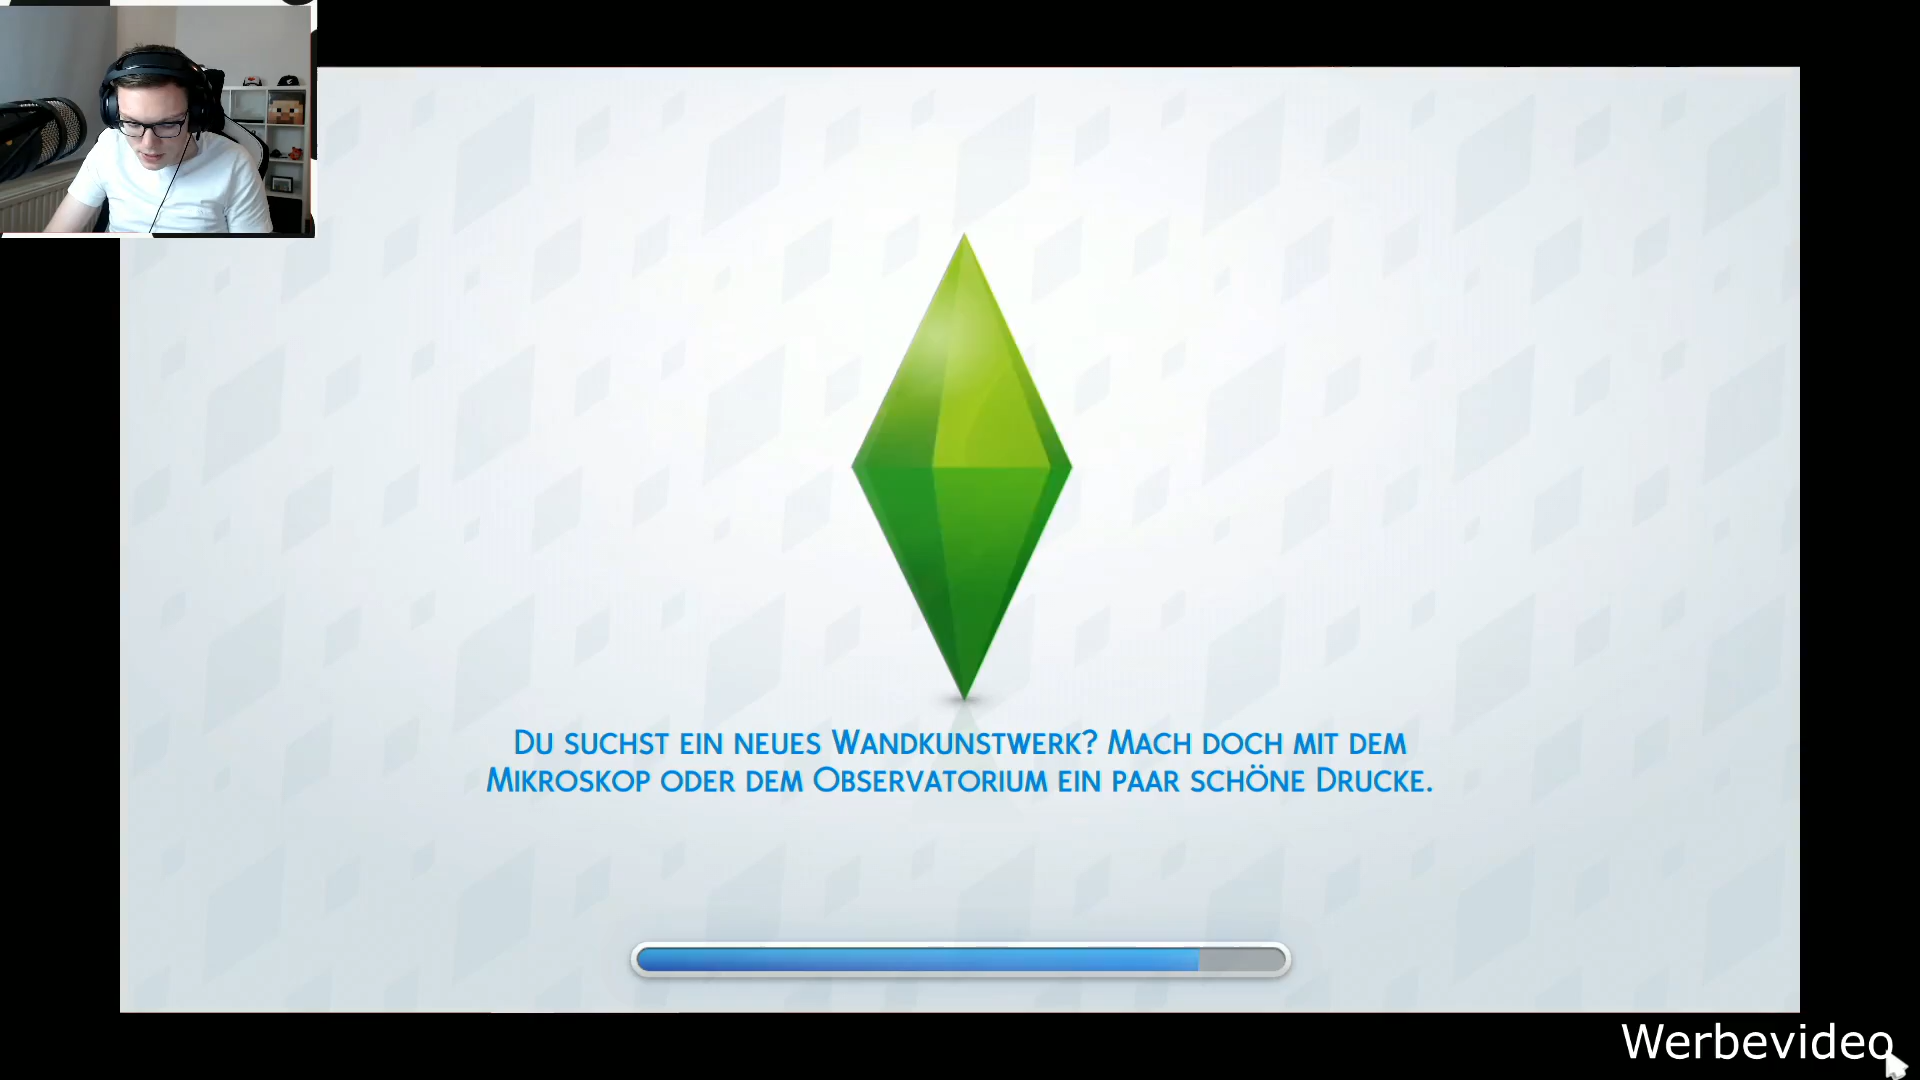 Du suchst ein neues Wandkunstwerk? Mach doch mit dem
Mikroskop oder dem Observatorium ein paar schöne Drucke.
Werbevideo